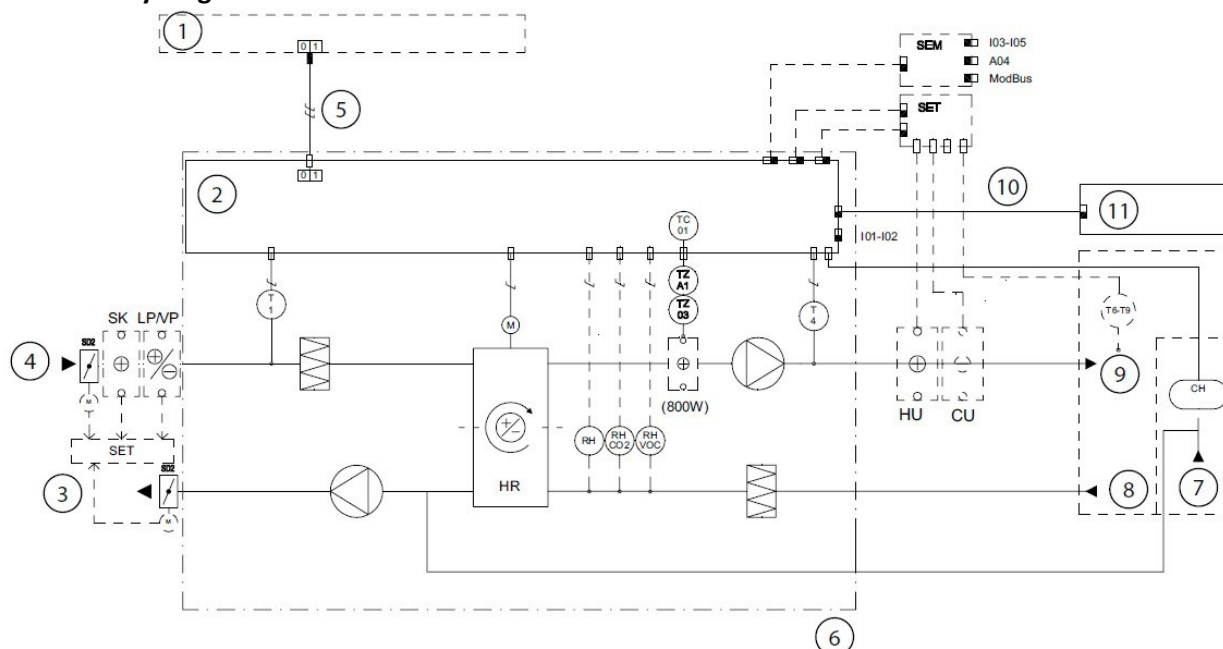 1
0 1
5
SEM
I03-I05
A04
ModBus
SET
2
0 1
10
11
TC
01
I01-I02
T
1
TZ
A1
TZ
03
T
4
T6-T9
SK LP/VP
SD2
4
M
M
(800W)
HU
CU
9
CH
SET
RH
RH
CO2
RH
VOC
SD2
3
M
HR
8
7
6